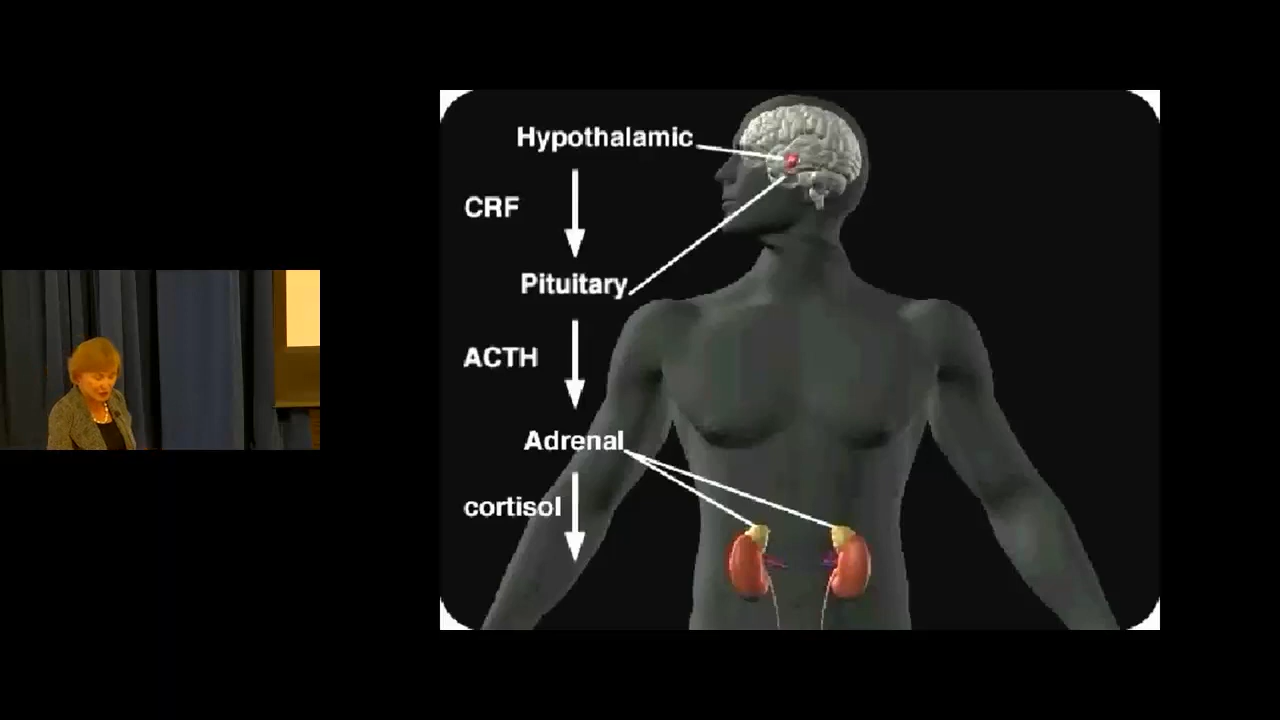 Hypothalamic
CRF
Pituitary
ACTH
Adrenal
cortisol